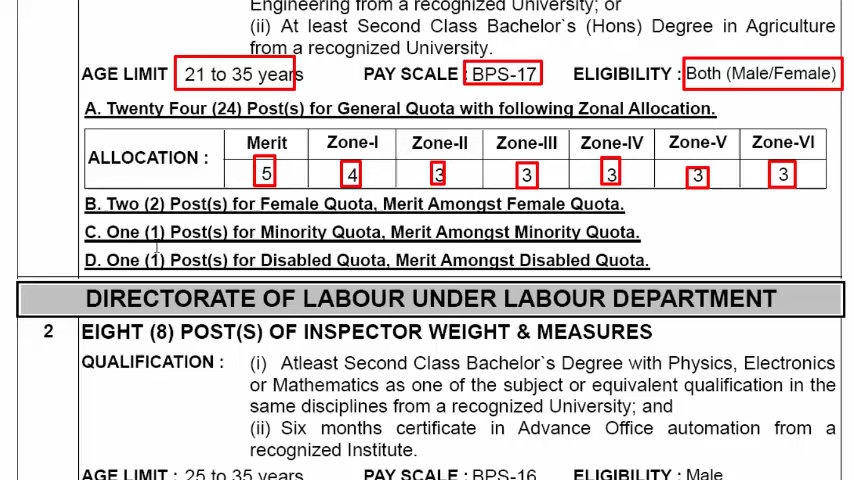 Engineering from a recognized University; or
(ii) At least Second Class Bachelor`s (Hons) Degree in Agriculture
from a recognized University.
AGE LIMIT : 21 to 35 years PAY SCALE : BPS-17 ELIGIBILITY : Both (Male/Female)
A. Twenty Four (24) Post(s) for General Quota with following Zonal Allocation.
ALLOCATION : Merit Zone-I Zone-II Zone-III Zone-IV Zone-V Zone-VI
5 4 3 3 3 3 3
B. Two (2) Post(s) for Female Quota, Merit Amongst Female Quota.
C. One (1) Post(s) for Minority Quota, Merit Amongst Minority Quota.
D. One (1) Post(s) for Disabled Quota, Merit Amongst Disabled Quota.
DIRECTORATE OF LABOUR UNDER LABOUR DEPARTMENT
2 EIGHT (8) POST(S) OF INSPECTOR WEIGHT & MEASURES
QUALIFICATION : (i) Atleast Second Class Bachelor`s Degree with Physics, Electronics
or Mathematics as one of the subject or equivalent qualification in the
same disciplines from a recognized University; and
(ii) Six months certificate in Advance Office automation from a
recognized Institute.
AGE LIMIT : 25 to 35 years PAY SCALE : BPS-16 ELIGIBILITY : Male